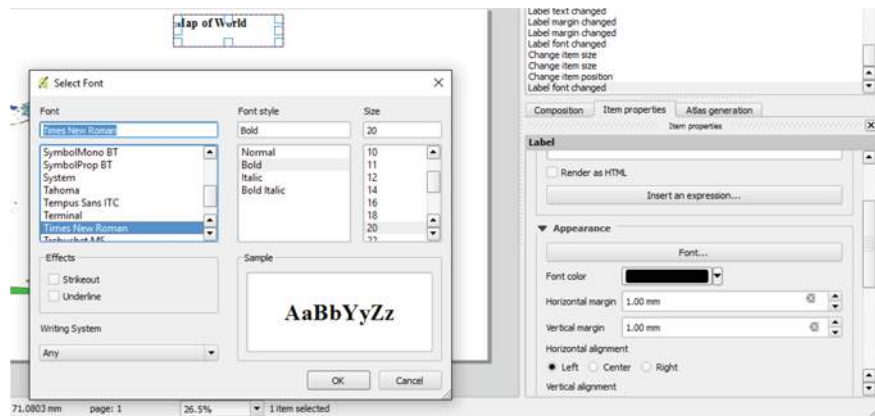 Map of World
Label text changed
Label margin changed
Label margin changed
Label font changed
Change item size
Change item size
Change item position
Label font changed
Select Font
Font
Times New Roman
SymbolMono BT
SymbolProp BT
System
Tahoma
Tempus Sans ITC
Terminal
Times New Roman
Trebuchet MS
Font style
Bold
Normal
Bold
Italic
Bold Italic
Size
20
10
11
12
14
16
18
20
22
Effects
Strikeout
Underline
Sample
AaBbYyZz
Writing System
Any
OK
Cancel
Composition
Item properties
Atlas generation
Item properties
Label
Render as HTML
Insert an expression...
Appearance
Font...
Font color
Horizontal margin
1.00 mm
Vertical margin
1.00 mm
Horizontal alignment
Left
Center
Right
Vertical alignment
71.0803 mm
page: 1
26.5%
1 item selected